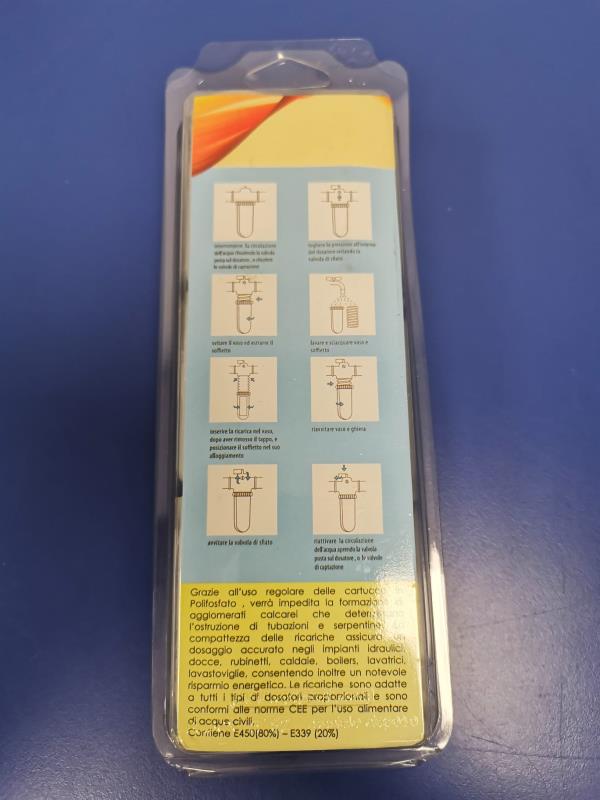 interrompere la circolazione
dell'acqua chiudendo la valvola
posta sul dosatore , o chiudere
le valvole di captazione
togliere la pressione all'interno
del dosatore svitando la
valvola di sfiato
svitare il vaso ed estrarre il
soffietto
lavare e sciacquare vaso e
soffietto
inserire la ricarica nel vaso,
dopo aver rimosso il tappo, e
posizionare il soffietto nel suo
alloggiamento
riavvitare vaso e ghiera
avvitare la valvola di sfiato
riattivare la circolazione
dell'acqua aprendo la valvola
posta sul dosatore , o le valvole
di captazione
Grazie all'uso regolare delle cartucce in
Polifosfato , verrà impedita la formazione di
agglomerati calcarei che determinano
l'ostruzione di tubazioni e serpentine. La
compattezza delle ricariche assicura un
dosaggio accurato negli impianti idraulici,
docce, rubinetti, caldaie, boilers, lavatrici,
lavastoviglie, consentendo inoltre un notevole
risparmio energetico. Le ricariche sono adatte
a tutti i tipi di dosatori proporzionali e sono
conformi alle norme CEE per l'uso alimentare
di acque civili.
Contiene E450(80%) – E339 (20%)